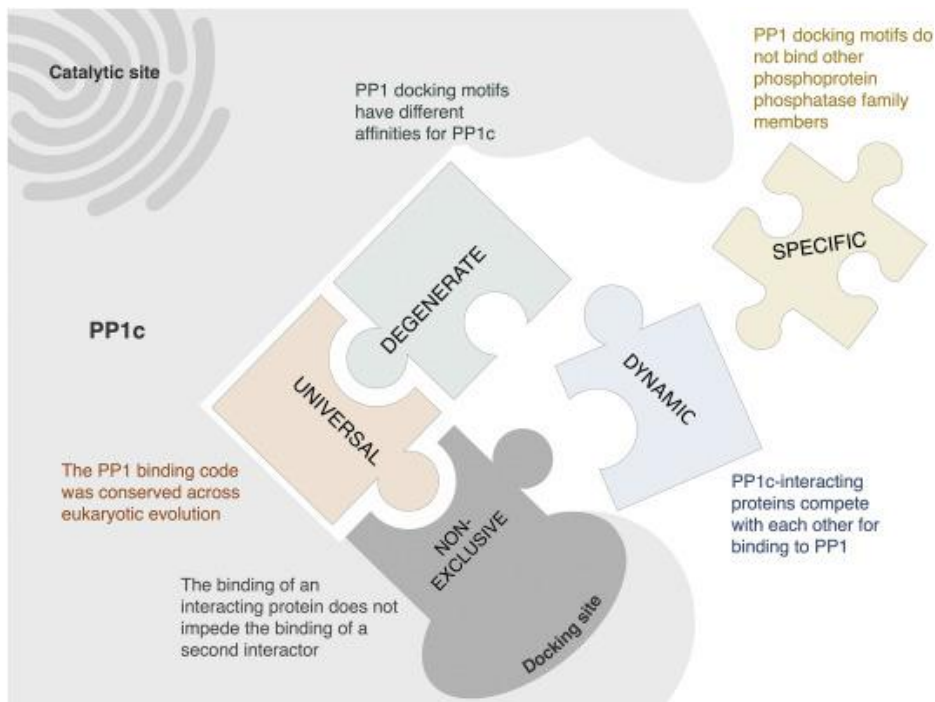 Catalytic site
PP1 docking motifs
have different
affinities for PP1c
PP1 docking motifs do
not bind other
phosphoprotein
phosphatase family
members
SPECIFIC
DEGENERATE
PP1c
DYNAMIC
UNIVERSAL
The PP1 binding code
was conserved across
eukaryotic evolution
PP1c-interacting
proteins compete
with each other for
binding to PP1
NON-
EXCLUSIVE
The binding of an
interacting protein does not
impede the binding of a
second interactor
Docking site